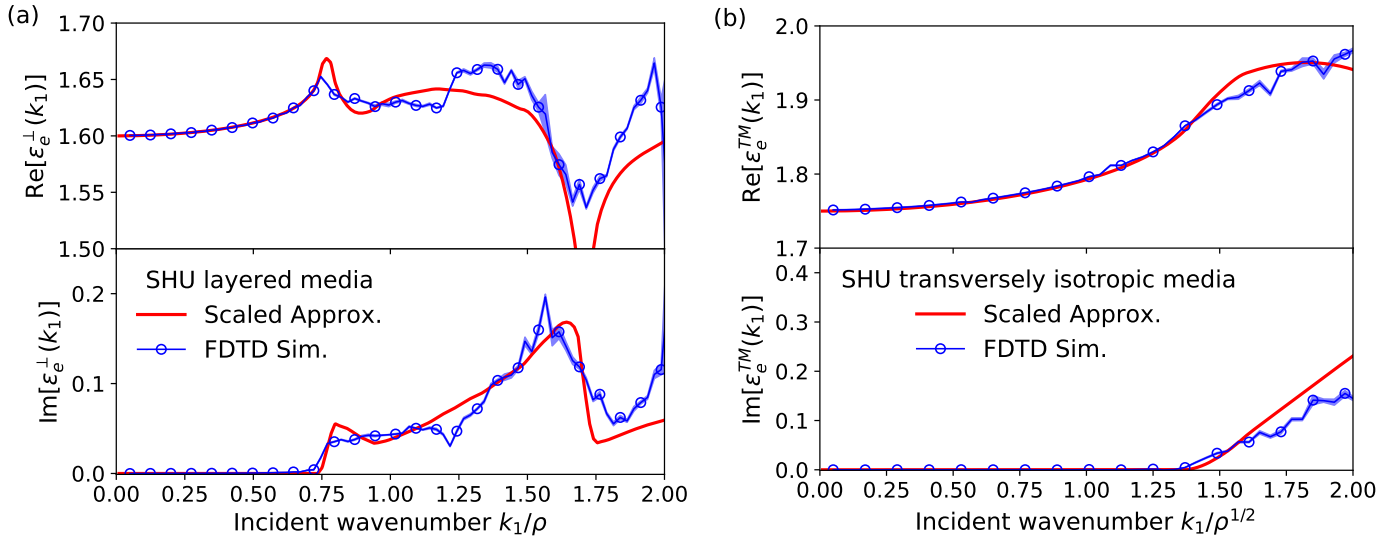 (a)
1.70
1.65
1.60
1.55
1.50
Re[ε_e^⊥(k_1)]
0.2
0.1
0.0
Im[ε_e^⊥(k_1)]
SHU layered media
Scaled Approx.
FDTD Sim.
0.00 0.25 0.50 0.75 1.00 1.25 1.50 1.75 2.00
Incident wavenumber k_1/ρ
(b)
2.0
1.9
1.8
1.7
Re[ε_e^{TM}(k_1)]
0.4
0.3
0.2
0.1
0.0
Im[ε_e^{TM}(k_1)]
SHU transversely isotropic media
Scaled Approx.
FDTD Sim.
0.00 0.25 0.50 0.75 1.00 1.25 1.50 1.75 2.00
Incident wavenumber k_1/ρ^{1/2}